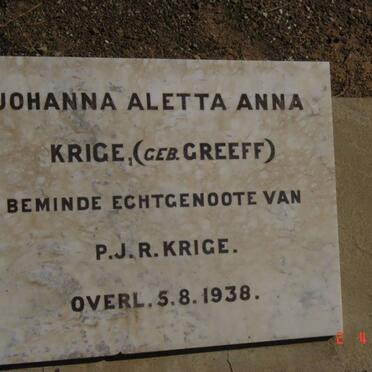 JOHANNA ALETTA ANNA
KRIGE, (GEB. GREEFF)
BEMINDE ECHTGENOOTE VAN
P.J.R. KRIGE.
OVERL. 5.8.1938.